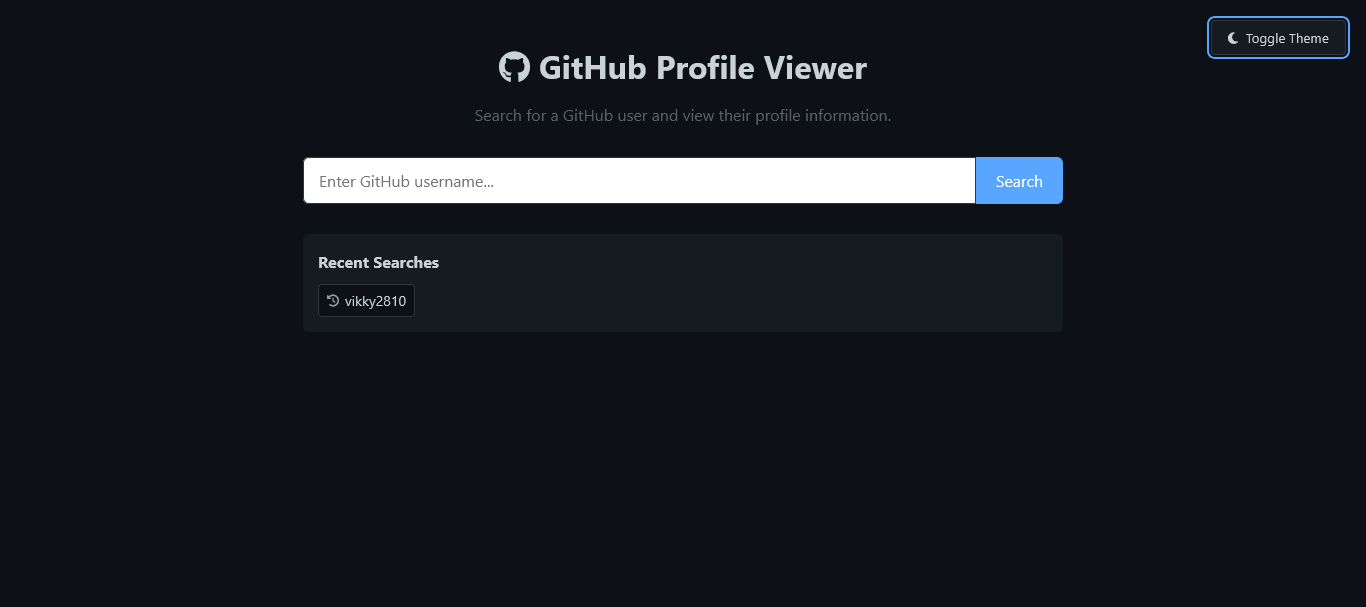 Toggle Theme
GitHub Profile Viewer
Search for a GitHub user and view their profile information.
Enter GitHub username...
Search
Recent Searches
vikky2810